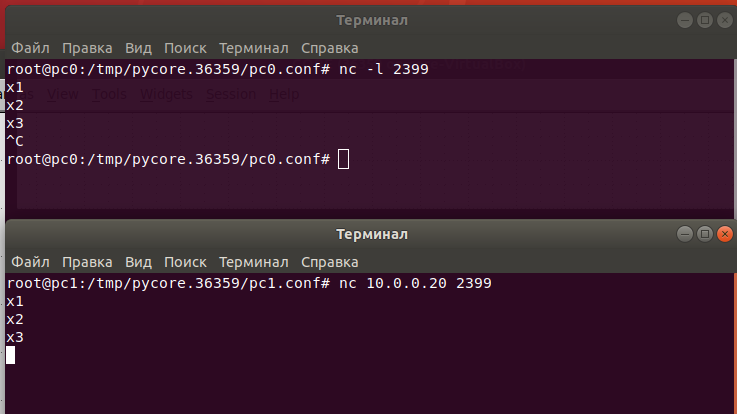 Терминал
Файл Правка Вид Поиск Терминал Справка
root@pc0:/tmp/pycore.36359/pc0.conf# nc -l 2399
x1
View Tools Widgets Session Help
x2
x3
^C
root@pc0:/tmp/pycore.36359/pc0.conf#
Терминал
Файл Правка Вид Поиск Терминал Справка
root@pc1:/tmp/pycore.36359/pc1.conf# nc 10.0.0.20 2399
x1
x2
x3